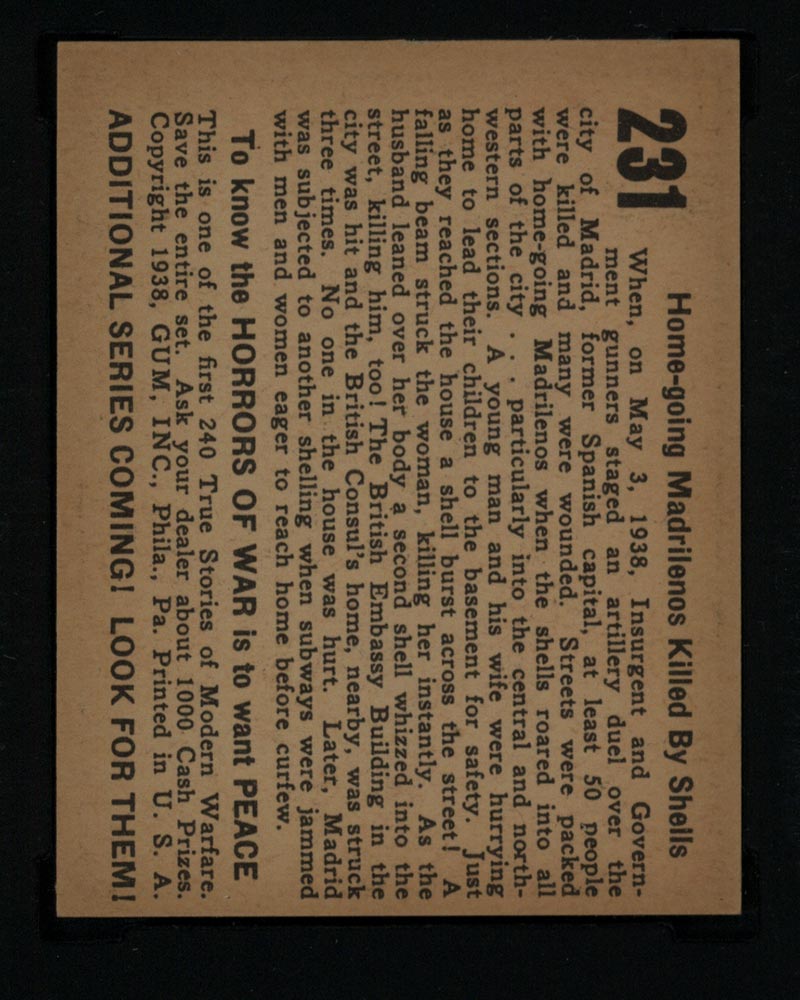 Home-going Madrilenos Killed By Shells
231
When, on May 3, 1938, Insurgent and Govern-
ment gunners staged an artillery duel over the
city of Madrid, former Spanish capital, at least 50 people
were killed and many were wounded. Streets were packed
with home-going Madrilenos when the shells roared into all
parts of the city . . . particularly into the central and north-
western sections. A young man and his wife were hurrying
home to lead their children to the basement for safety. Just
as they reached the house a shell burst across the street! A
falling beam struck the woman, killing her instantly. As the
husband leaned over her body a second shell whizzed into the
street, killing him, too! The British Embassy Building in the
city was hit and the British Consul's home, nearby, was struck
three times. No one in the house was hurt. Later, Madrid
was subjected to another shelling when subways were jammed
with men and women eager to reach home before curfew.
To know the HORRORS OF WAR is to want PEACE
This is one of the first 240 True Stories of Modern Warfare.
Save the entire set. Ask your dealer about 1000 Cash Prizes.
Copyright 1938, GUM, INC., Phila., Pa. Printed in U. S. A.
ADDITIONAL SERIES COMING! LOOK FOR THEM!